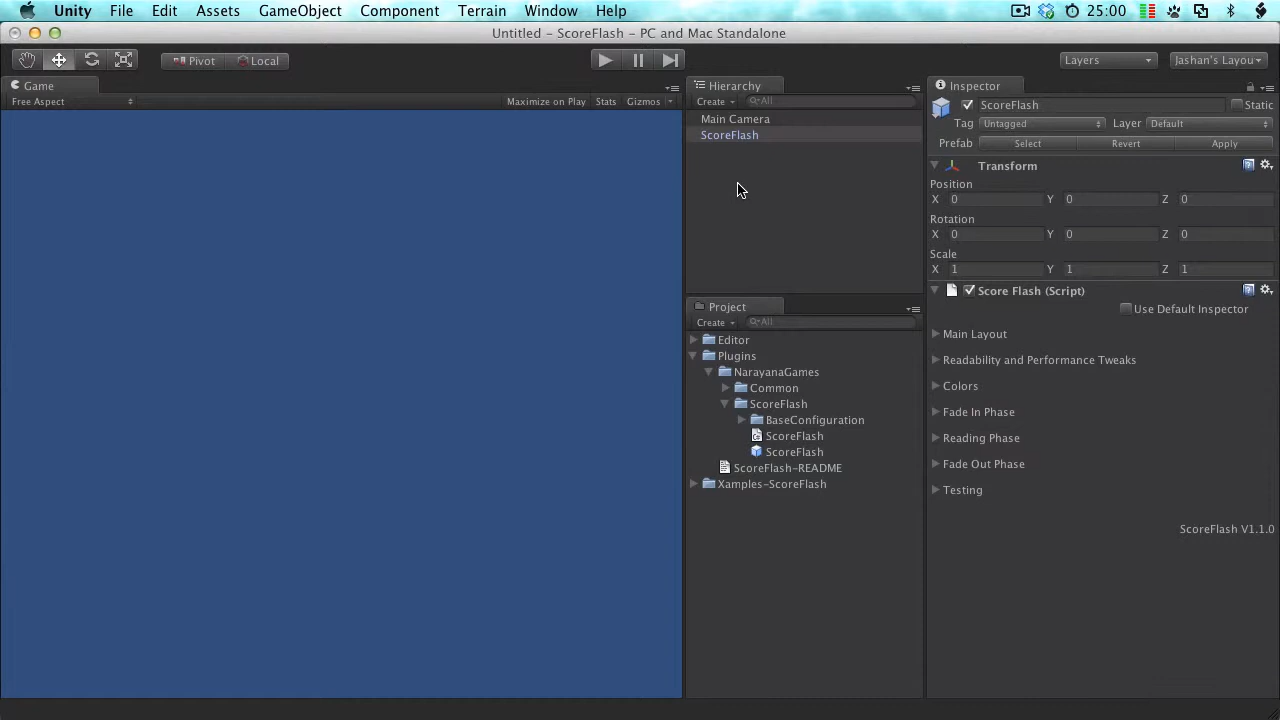 Unity File Edit Assets GameObject Component Terrain Window Help 25:00
Untitled – ScoreFlash – PC and Mac Standalone
Pivot Local Layers Jashan's Layou
Game Hierarchy Inspector
Free Aspect Maximize on Play Stats Gizmos Create All ScoreFlash Static
Main Camera Tag Untagged Layer Default
ScoreFlash Prefab Select Revert Apply
Transform
Position
X 0 Y 0 Z 0
Rotation
X 0 Y 0 Z 0
Scale
X 1 Y 1 Z 1
Score Flash (Script)
Project Use Default Inspector
Create All
Editor Main Layout
Plugins Readability and Performance Tweaks
NarayanaGames
Common Colors
ScoreFlash Fade In Phase
BaseConfiguration
ScoreFlash Reading Phase
ScoreFlash
ScoreFlash-README Fade Out Phase
Xamples-ScoreFlash Testing
ScoreFlash V1.1.0